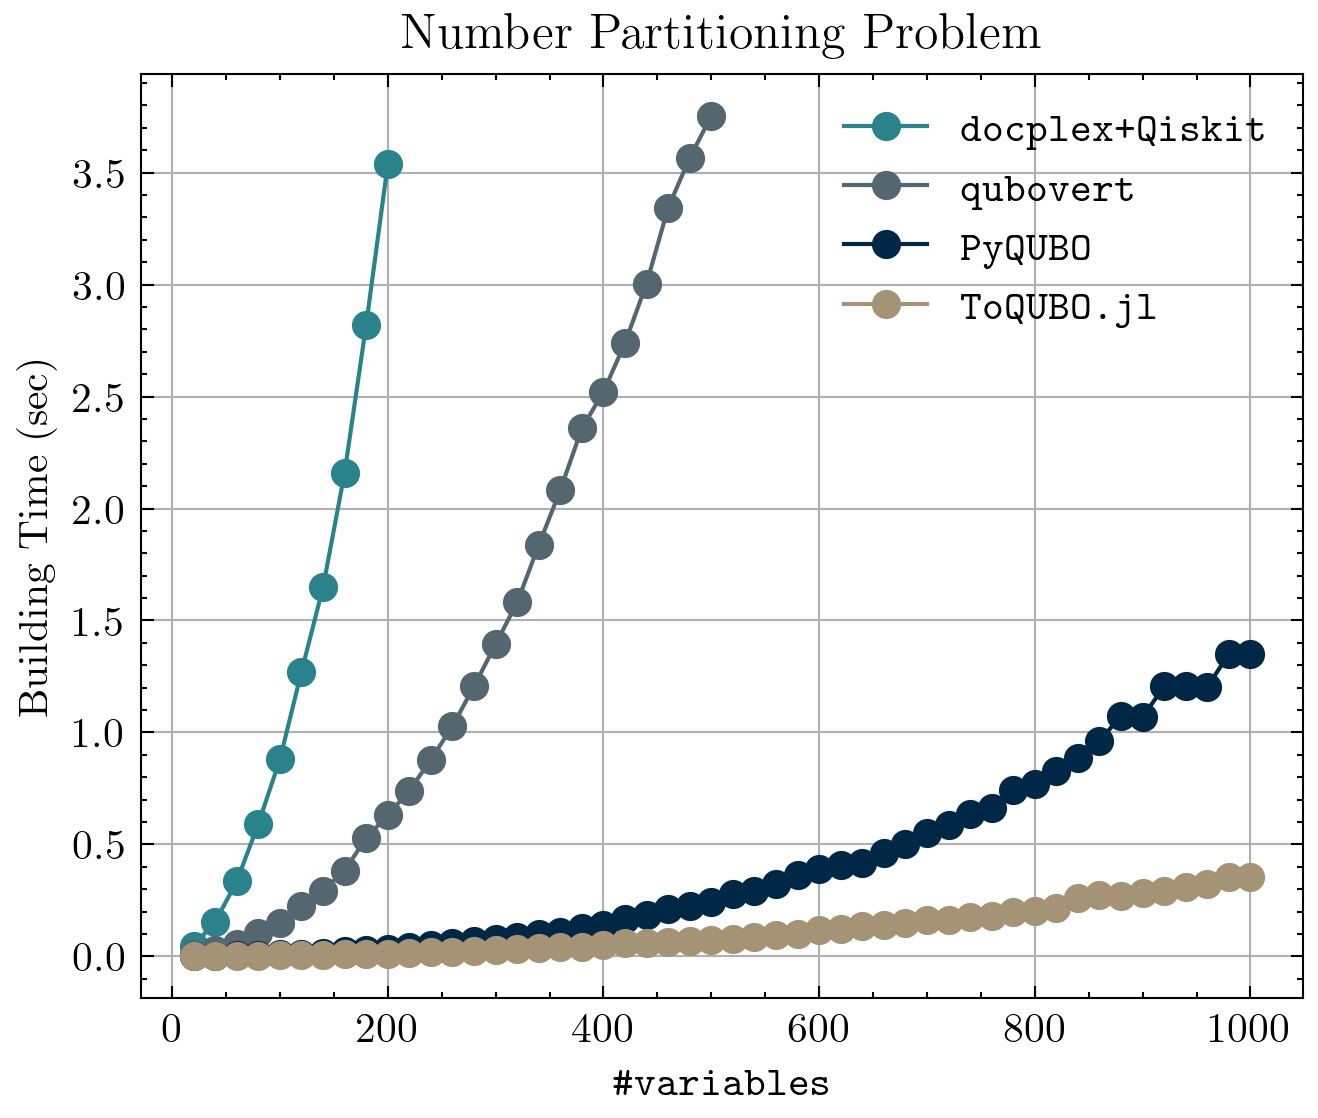 Number Partitioning Problem
docplex+Qiskit
qubovert
PyQUBO
ToQUBO.jl
3.5
3.0
2.5
2.0
1.5
1.0
0.5
0.0
Building Time (sec)
0 200 400 600 800 1000
#variables